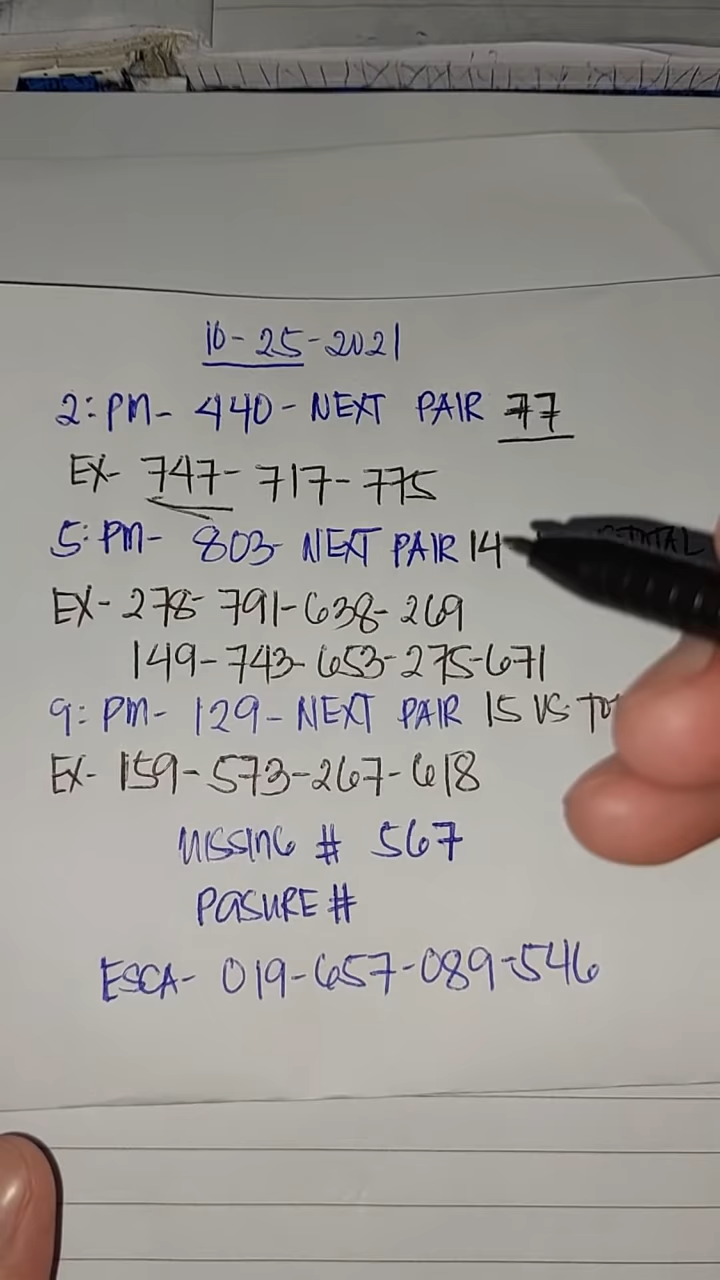 10-25-2021
2:PM- 440- NEXT PAIR 77
EX- 747- 717- 775
5:PM- 803- NEXT PAIR 14
EX- 278- 791-638-269
149-743-653-275-671
9:PM- 129- NEXT PAIR 15 VS.
EX- 159-573-267-618
MISSING # 567
PASURE #
ESCA- 019-657-089-546